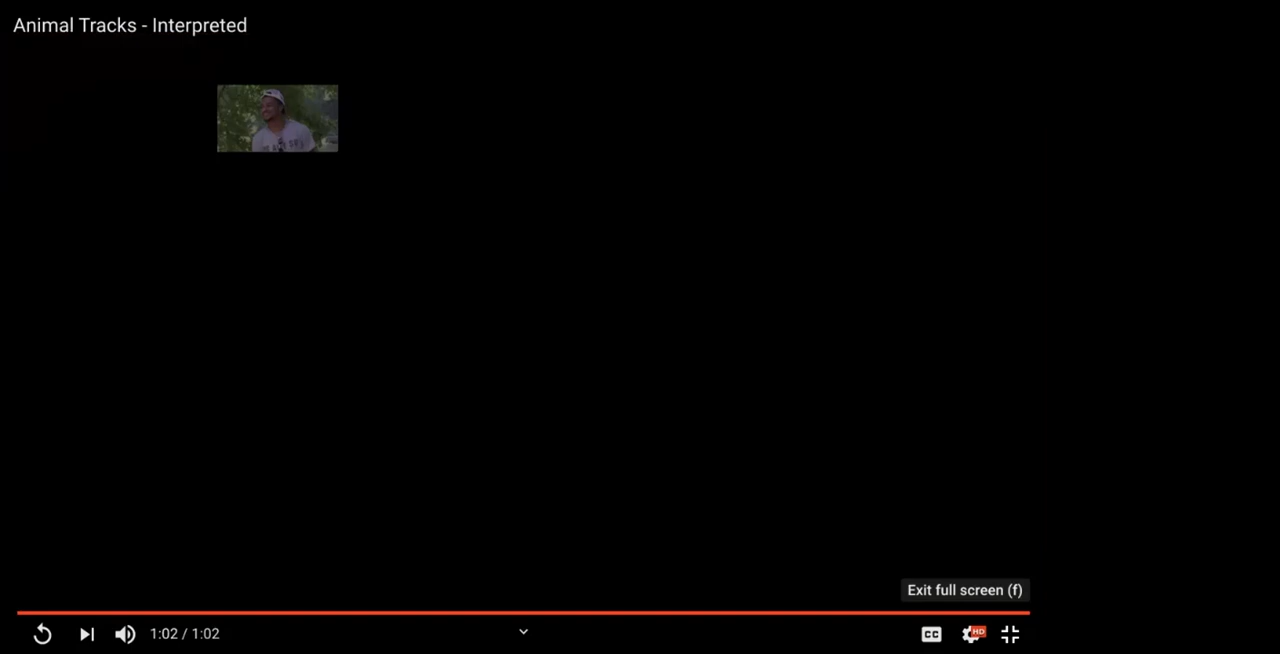 Animal Tracks - Interpreted
Exit full screen (f)
1:02 / 1:02
CC
HD